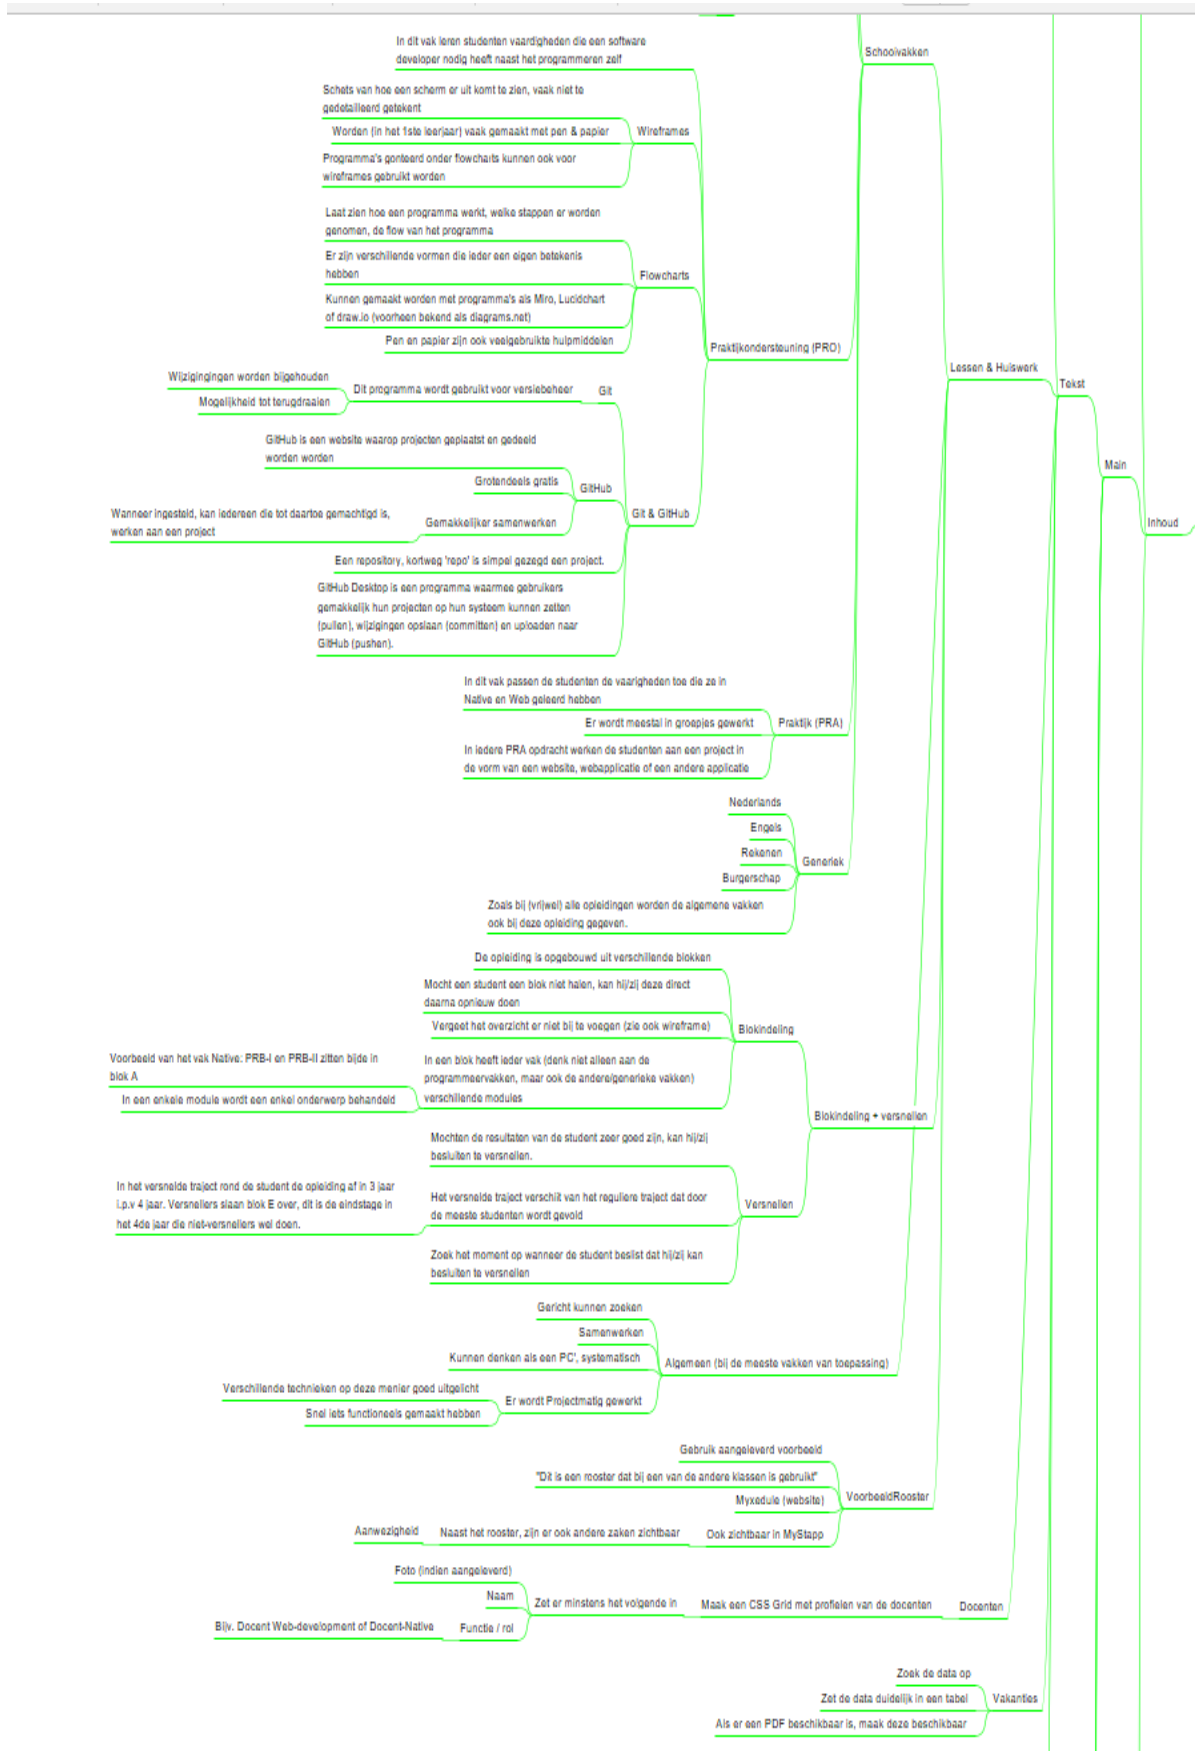 In dit vak leren studenten vaardigheden die een software
developer nodig heeft naast het programmeren zelf
Schoolvakken
Schets van hoe een scherm er uit komt te zien, vaak niet te
gedetailleerd getekent
Worden (in het 1ste leerjaar) vaak gemaakt met pen & papier
Wireframes
Programma's gonteerd onder flowcharts kunnen ook voor
wireframes gebruikt worden
Laat zien hoe een programma werkt, welke stappen er worden
genomen, de flow van het programma
Er zijn verschillende vormen die ieder een eigen betekenis
hebben
Flowcharts
Kunnen gemaakt worden met programma's als Miro, Lucidchart
of draw.io (voorheen bekend als diagrams.net)
Pen en papier zijn ook veelgebruikte hulpmiddelen
Praktijkondersteuning (PRO)
Lessen & Huiswerk
Tekst
Wijzigingingen worden bijgehouden
Mogelijkheid tot terugdraaien
Dit programma wordt gebruikt voor versiebeheer
Git
GitHub is een website waarop projecten geplaatst en gedeeld
worden worden
Main
Grotendeels gratis
GitHub
Wanneer ingesteld, kan iedereen die tot daartoe gemachtigd is,
werken aan een project
Gemakkelijker samenwerken
Git & GitHub
Inhoud
Een repository, kortweg 'repo' is simpel gezegd een project.
GitHub Desktop is een programma waarmee gebruikers
gemakkelijk hun projecten op hun systeem kunnen zetten
(pullen), wijzigingen opslaan (committen) en uploaden naar
GitHub (pushen).
In dit vak passen de studenten de vaarigheden toe die ze in
Native en Web geleerd hebben
Er wordt meestal in groepjes gewerkt
Praktijk (PRA)
In iedere PRA opdracht werken de studenten aan een project in
de vorm van een website, webapplicatie of een andere applicatie
Nederlands
Engels
Rekenen
Burgerschap
Generiek
Zoals bij (vrijwel) alle opleidingen worden de algemene vakken
ook bij deze opleiding gegeven.
De opleiding is opgebouwd uit verschillende blokken
Mocht een student een blok niet halen, kan hij/zij deze direct
daarna opnieuw doen
Vergeet het overzicht er niet bij te voegen (zie ook wireframe)
Blokindeling
Voorbeeld van het vak Native: PRB-I en PRB-II zitten bijde in
blok A
In een enkele module wordt een enkel onderwerp behandeld
In een blok heeft ieder vak (denk niet alleen aan de
programmeervakken, maar ook de andere/generieke vakken)
verschillende modules
Blokindeling + versnellen
Mochten de resultaten van de student zeer goed zijn, kan hij/zij
besluiten te versnellen.
In het versnelde traject rond de student de opleiding af in 3 jaar
i.p.v 4 jaar. Versnellers slaan blok E over, dit is de eindstage in
het 4de jaar die niet-versnellers wel doen.
Het versnelde traject verschilt van het reguliere traject dat door
de meeste studenten wordt gevold
Versnellen
Zoek het moment op wanneer de student beslist dat hij/zij kan
besluiten te versnellen
Gericht kunnen zoeken
Samenwerken
Kunnen denken als een PC', systematisch
Algemeen (bij de meeste vakken van toepassing)
Verschillende technieken op deze menier goed uitgelicht
Snel iets functioneels gemaakt hebben
Er wordt Projectmatig gewerkt
Gebruik aangeleverd voorbeeld
"Dit is een rooster dat bij een van de andere klassen is gebruikt"
Myxedule (website)
VoorbeeldRooster
Aanwezigheid
Naast het rooster, zijn er ook andere zaken zichtbaar
Ook zichtbaar in MyStapp
Foto (indien aangeleverd)
Naam
Zet er minstens het volgende in
Maak een CSS Grid met profielen van de docenten
Docenten
Bijv. Docent Web-development of Docent-Native
Functie / rol
Zoek de data op
Zet de data duidelijk in een tabel
Vakanties
Als er een PDF beschikbaar is, maak deze beschikbaar